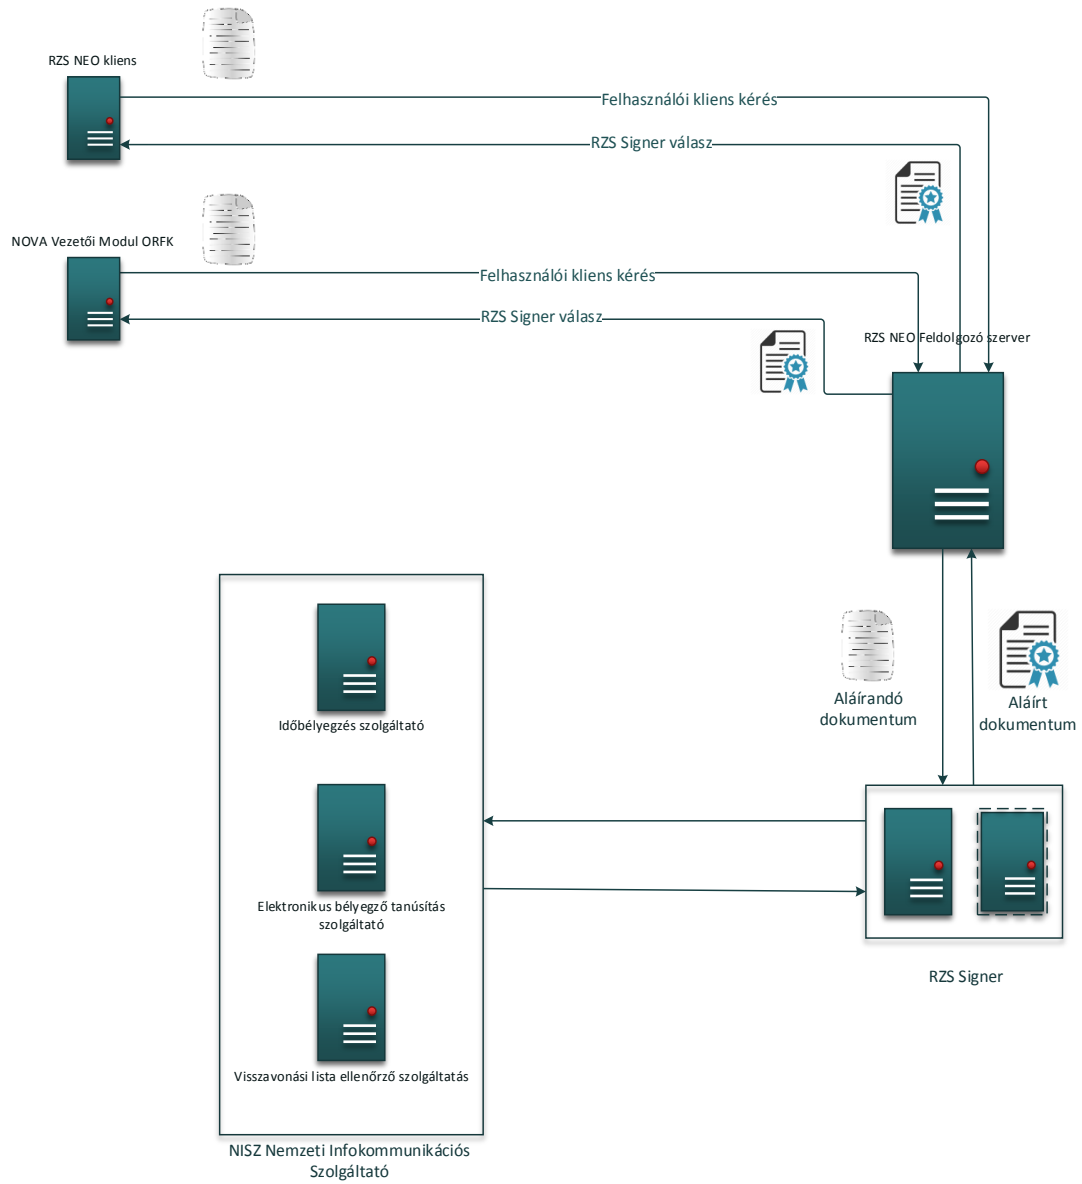 RZS NEO kliens
Felhasználói kliens kérés
RZS Signer válasz
NOVA Vezetői Modul ORFK
Felhasználói kliens kérés
RZS Signer válasz
RZS NEO Feldolgozó szerver
Aláírandó
dokumentum
Aláírt
dokumentum
Időbélyegzés szolgáltató
Elektronikus bélyegző tanúsítás
szolgáltató
RZS Signer
Visszavonási lista ellenőrző szolgáltatás
NISZ Nemzeti Infokommunikációs
Szolgáltató